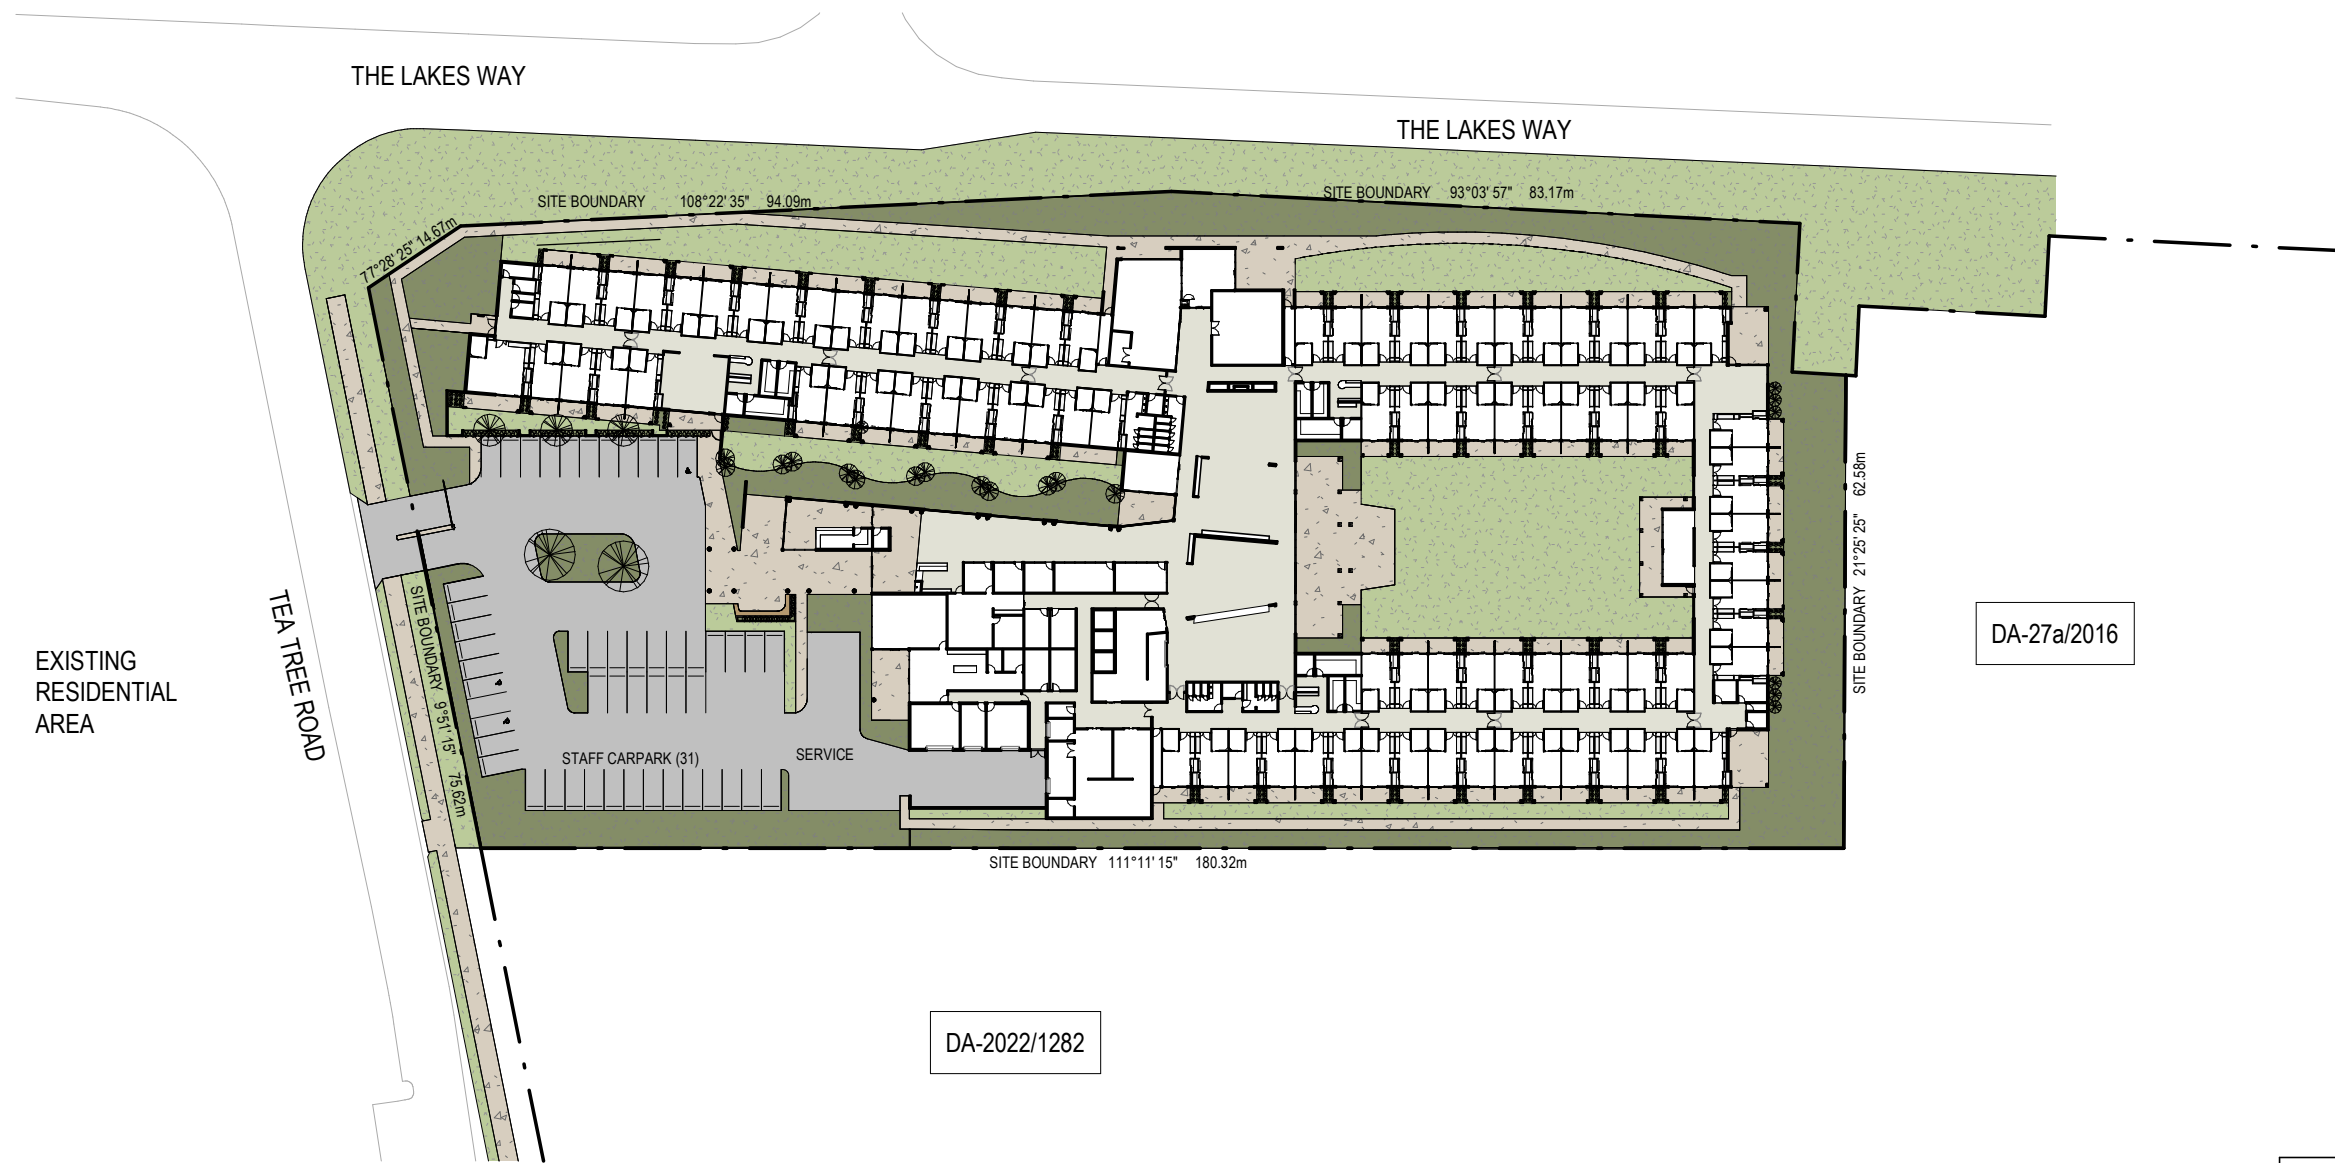 THE LAKES WAY
THE LAKES WAY
SITE BOUNDARY 108°22' 35" 94.09m
SITE BOUNDARY 93°03' 57" 83.17m
77°28' 25" 14.67m
SITE BOUNDARY 21°25' 25" 62.58m
DA-27a/2016
TEA TREE ROAD
SITE BOUNDARY 9°51' 15" 75.62m
EXISTING
RESIDENTIAL
AREA
STAFF CARPARK (31)
SERVICE
SITE BOUNDARY 111°11' 15" 180.32m
DA-2022/1282